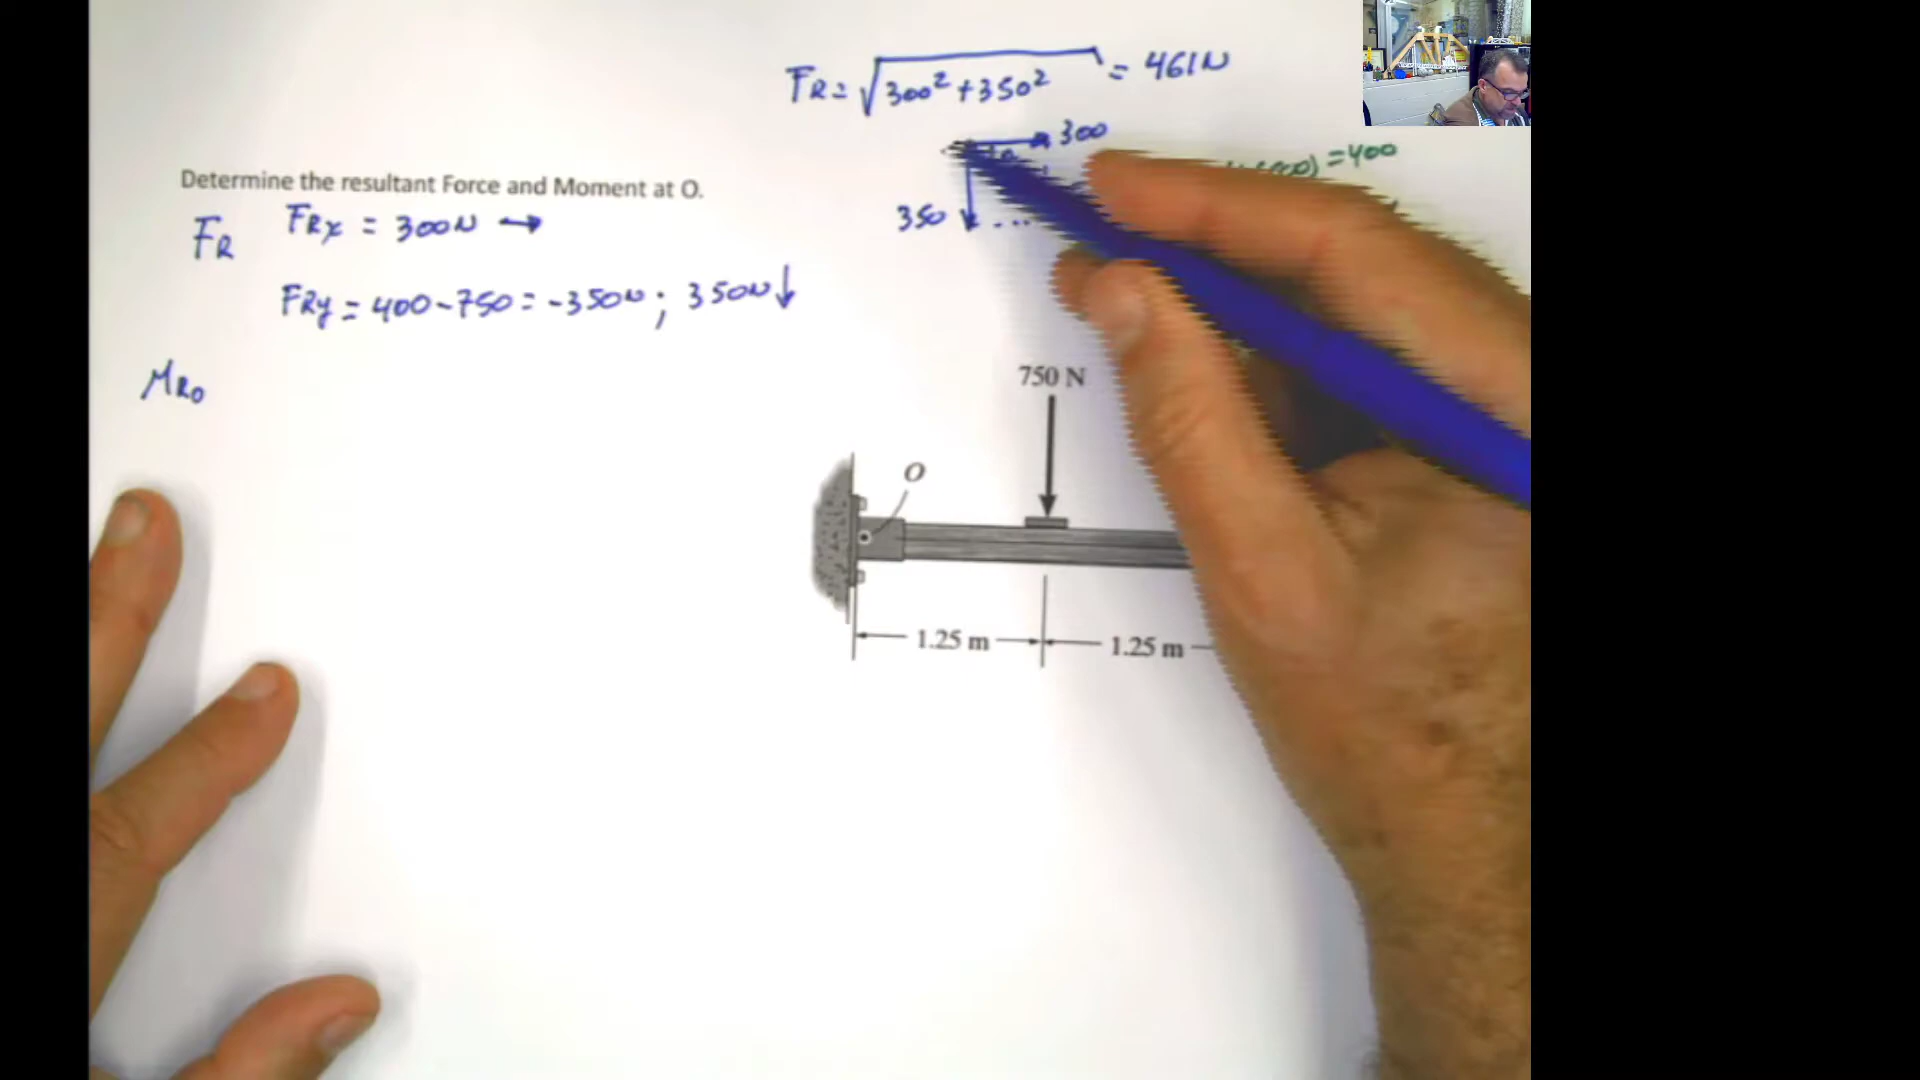 FR = √300² + 350² = 461N
300
) = 400
Determine the resultant Force and Moment at O.
FR FRx = 300N →
350
FRy = 400 - 750 = -350N ; 350N ↓
750 N
MRO
O
1.25 m 1.25 m